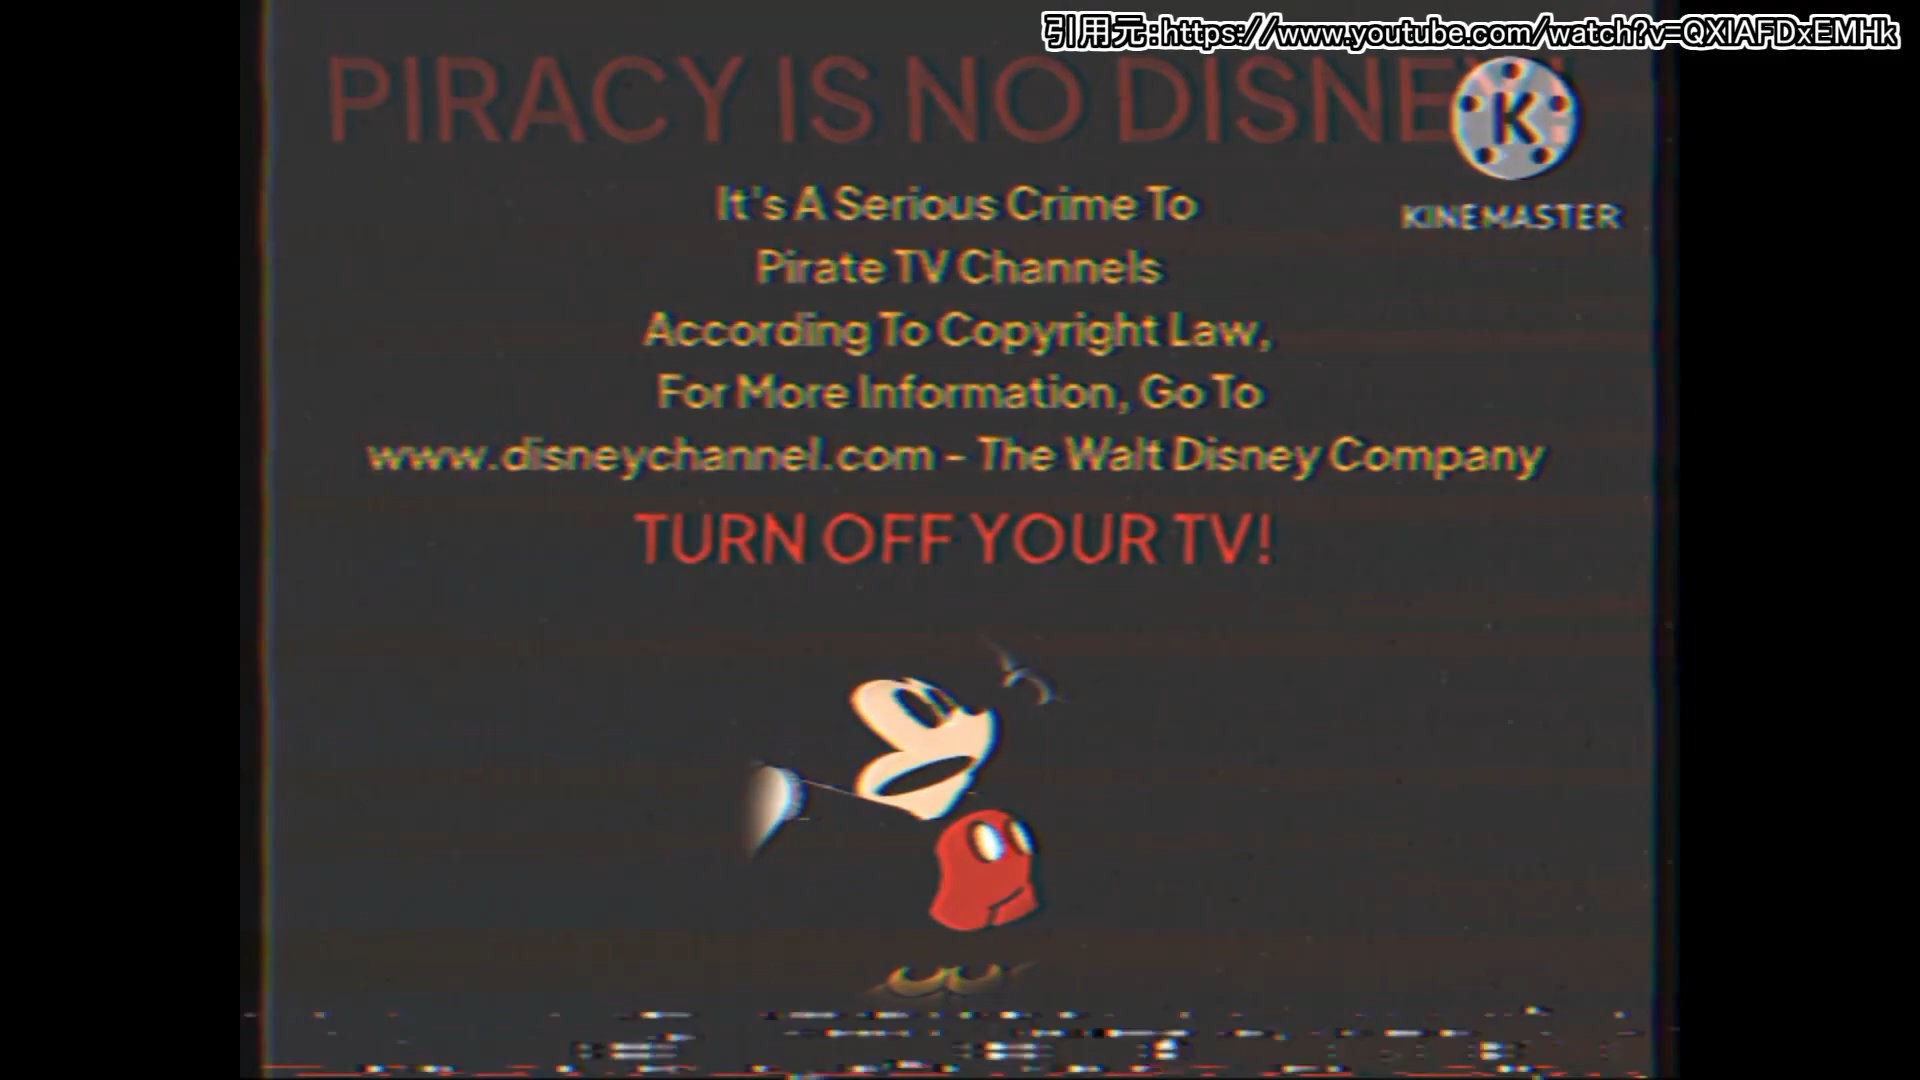 引用元:https://www.youtube.com/watch?v=QXIAFDxEMHk
PIRACY IS NO DISNEY!
K
KINEMASTER
It's A Serious Crime To
Pirate TV Channels
According To Copyright Law,
For More Information, Go To
www.disneychannel.com - The Walt Disney Company
TURN OFF YOUR TV!